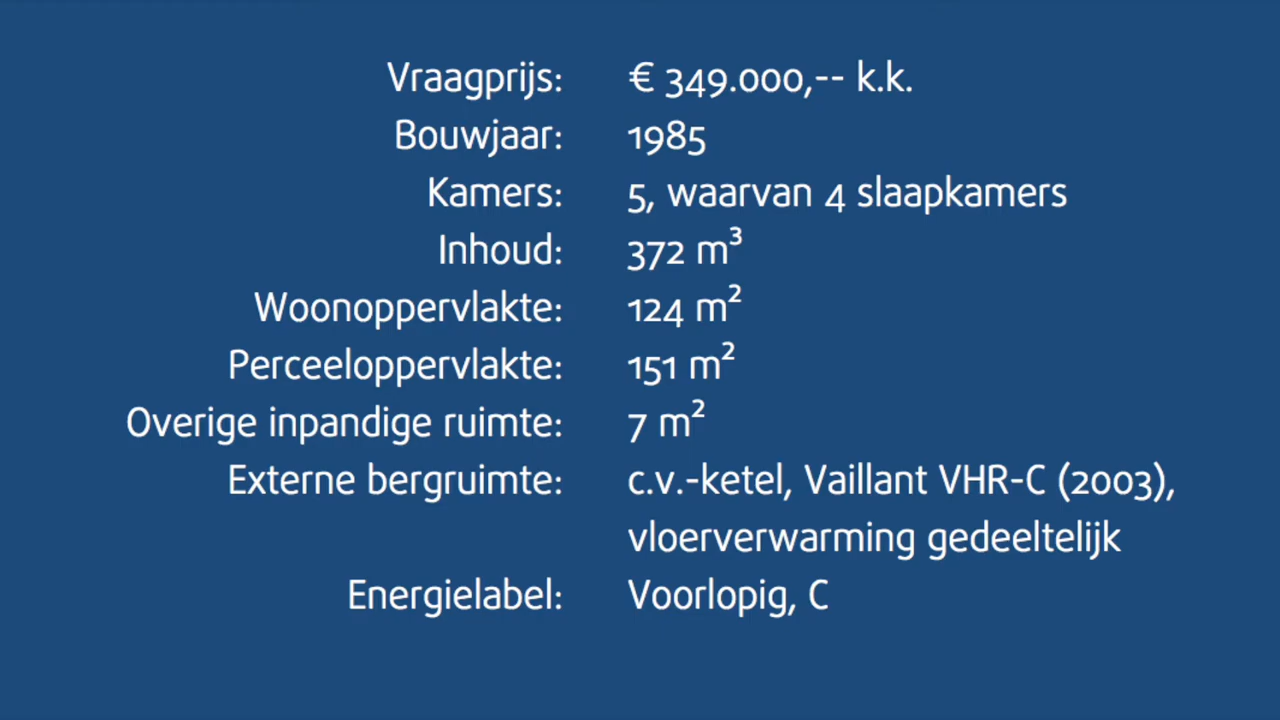 Vraagprijs: € 349.000,-- k.k.
Bouwjaar: 1985
Kamers: 5, waarvan 4 slaapkamers
Inhoud: 372 m³
Woonoppervlakte: 124 m²
Perceeloppervlakte: 151 m²
Overige inpandige ruimte: 7 m²
Externe bergruimte: c.v.-ketel, Vaillant VHR-C (2003),
vloerverwarming gedeeltelijk
Energielabel: Voorlopig, C